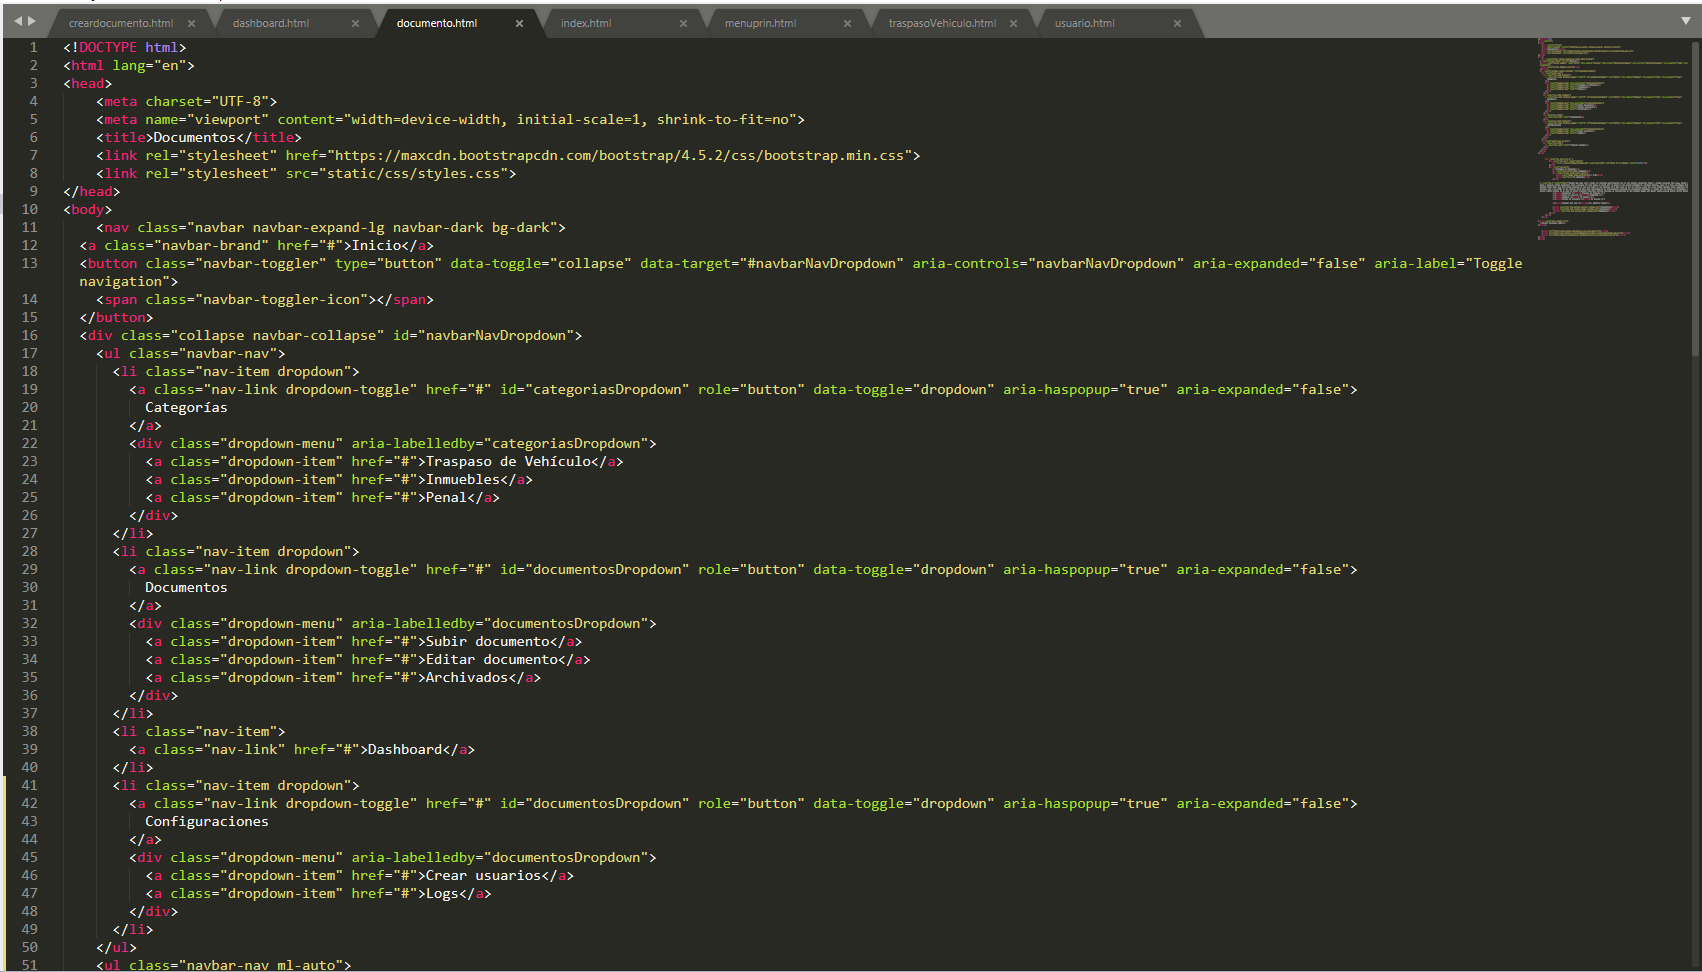 creardocumento.html × dashboard.html × documento.html × index.html × menuprin.html × traspasoVehiculo.html × usuario.html ×
1 <!DOCTYPE html>
2 <html lang="en">
3 <head>
4 <meta charset="UTF-8">
5 <meta name="viewport" content="width=device-width, initial-scale=1, shrink-to-fit=no">
6 <title>Documentos</title>
7 <link rel="stylesheet" href="https://maxcdn.bootstrapcdn.com/bootstrap/4.5.2/css/bootstrap.min.css">
8 <link rel="stylesheet" src="static/css/styles.css">
9 </head>
10 <body>
11 <nav class="navbar navbar-expand-lg navbar-dark bg-dark">
12 <a class="navbar-brand" href="#">Inicio</a>
13 <button class="navbar-toggler" type="button" data-toggle="collapse" data-target="#navbarNavDropdown" aria-controls="navbarNavDropdown" aria-expanded="false" aria-label="Toggle
navigation">
14 <span class="navbar-toggler-icon"></span>
15 </button>
16 <div class="collapse navbar-collapse" id="navbarNavDropdown">
17 <ul class="navbar-nav">
18 <li class="nav-item dropdown">
19 <a class="nav-link dropdown-toggle" href="#" id="categoriasDropdown" role="button" data-toggle="dropdown" aria-haspopup="true" aria-expanded="false">
20 Categorías
21 </a>
22 <div class="dropdown-menu" aria-labelledby="categoriasDropdown">
23 <a class="dropdown-item" href="#">Traspaso de Vehículo</a>
24 <a class="dropdown-item" href="#">Inmuebles</a>
25 <a class="dropdown-item" href="#">Penal</a>
26 </div>
27 </li>
28 <li class="nav-item dropdown">
29 <a class="nav-link dropdown-toggle" href="#" id="documentosDropdown" role="button" data-toggle="dropdown" aria-haspopup="true" aria-expanded="false">
30 Documentos
31 </a>
32 <div class="dropdown-menu" aria-labelledby="documentosDropdown">
33 <a class="dropdown-item" href="#">Subir documento</a>
34 <a class="dropdown-item" href="#">Editar documento</a>
35 <a class="dropdown-item" href="#">Archivados</a>
36 </div>
37 </li>
38 <li class="nav-item">
39 <a class="nav-link" href="#">Dashboard</a>
40 </li>
41 <li class="nav-item dropdown">
42 <a class="nav-link dropdown-toggle" href="#" id="documentosDropdown" role="button" data-toggle="dropdown" aria-haspopup="true" aria-expanded="false">
43 Configuraciones
44 </a>
45 <div class="dropdown-menu" aria-labelledby="documentosDropdown">
46 <a class="dropdown-item" href="#">Crear usuarios</a>
47 <a class="dropdown-item" href="#">Logs</a>
48 </div>
49 </li>
50 </ul>
51 <ul class="navbar-nav ml-auto">